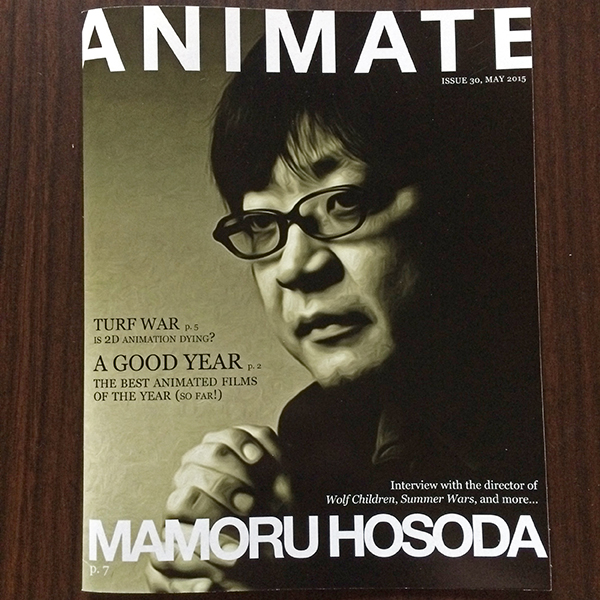 ANIMATE
ISSUE 30, MAY 2015
TURF WAR p. 5
IS 2D ANIMATION DYING?
A GOOD YEAR p. 2
THE BEST ANIMATED FILMS
OF THE YEAR (SO FAR!)
Interview with the director of
Wolf Children, Summer Wars, and more...
MAMORU HOSODA
p. 7